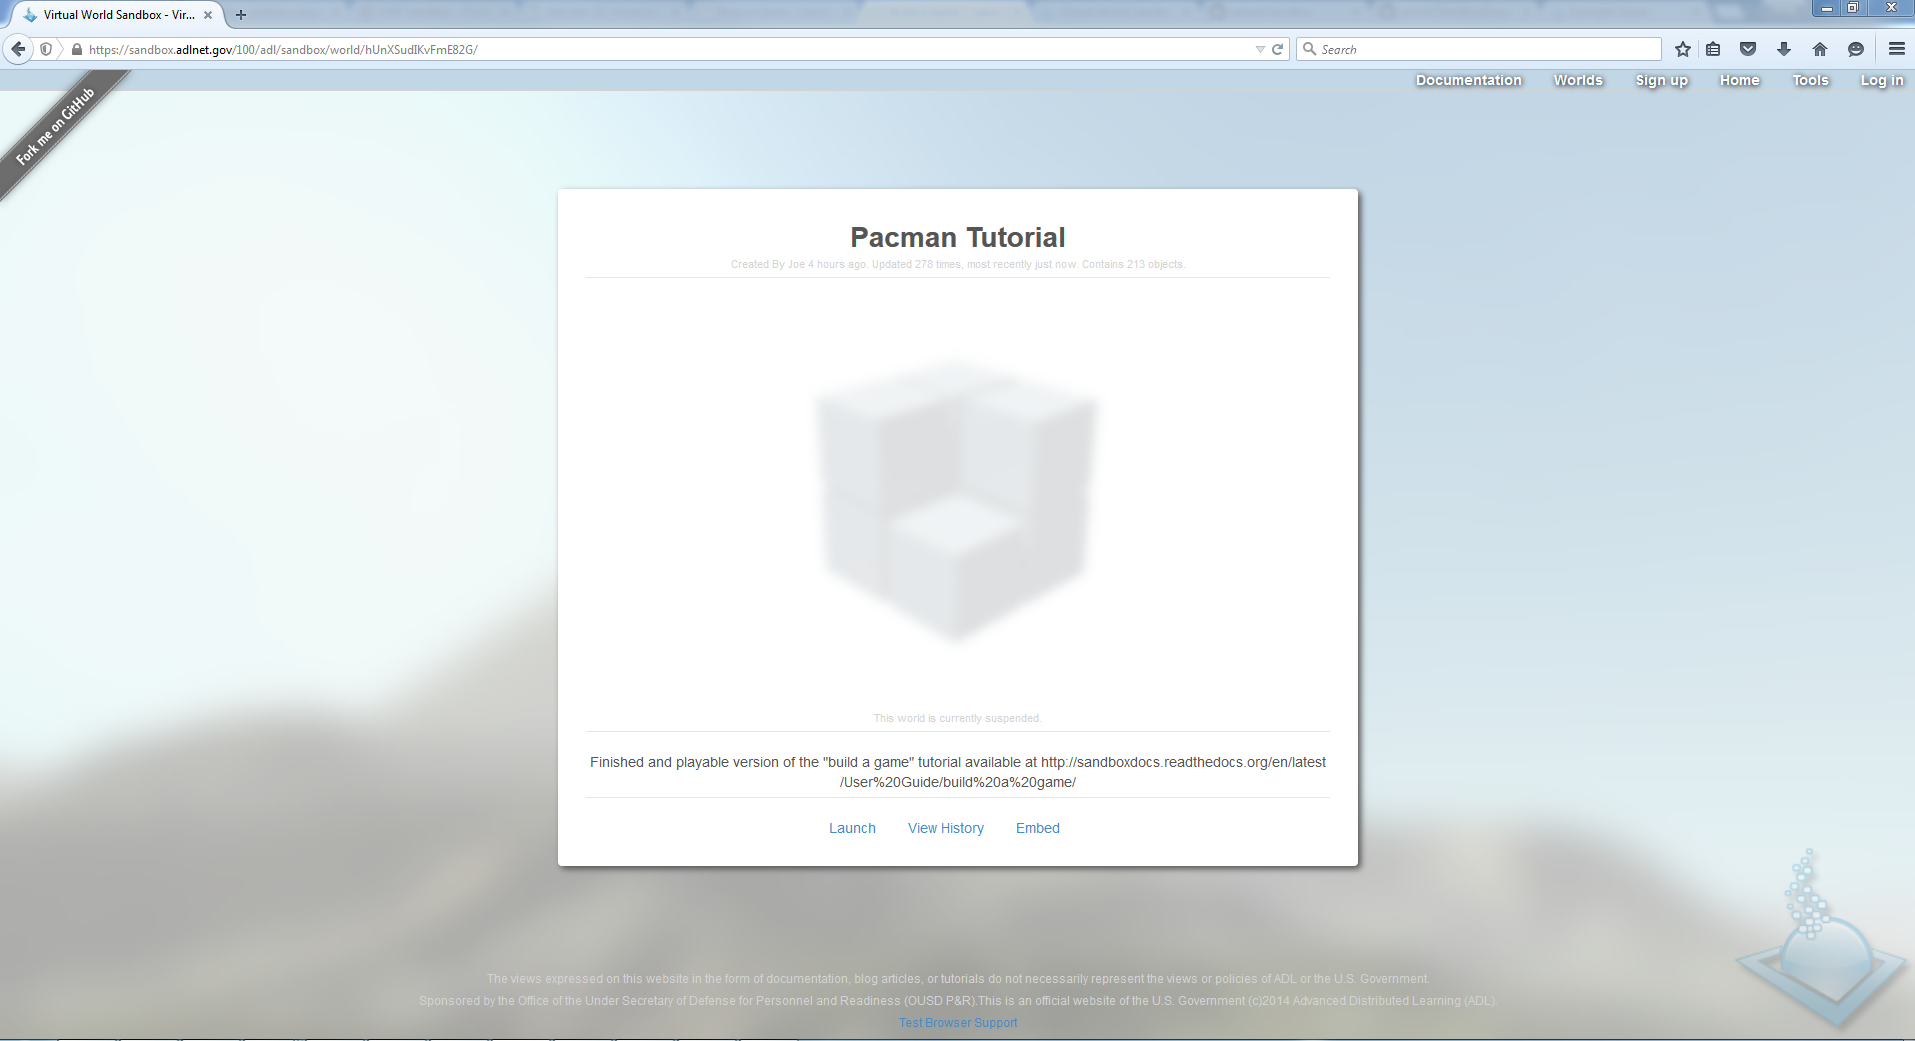 Virtual World Sandbox - Vir...
https://sandbox.adlnet.gov/100/adl/sandbox/world/hUnXSudIKvFmE82G/
Search
Documentation Worlds Sign up Home Tools Log in
Fork me on GitHub
Pacman Tutorial
Created By Joe 4 hours ago. Updated 278 times, most recently just now. Contains 213 objects.
This world is currently suspended.
Finished and playable version of the "build a game" tutorial available at http://sandboxdocs.readthedocs.org/en/latest
/User%20Guide/build%20a%20game/
Launch View History Embed
The views expressed on this website in the form of documentation, blog articles, or tutorials do not necessarily represent the views or policies of ADL or the U.S. Government.
Sponsored by the Office of the Under Secretary of Defense for Personnel and Readiness (OUSD P&R).This is an official website of the U.S. Government (c)2014 Advanced Distributed Learning (ADL).
Test Browser Support